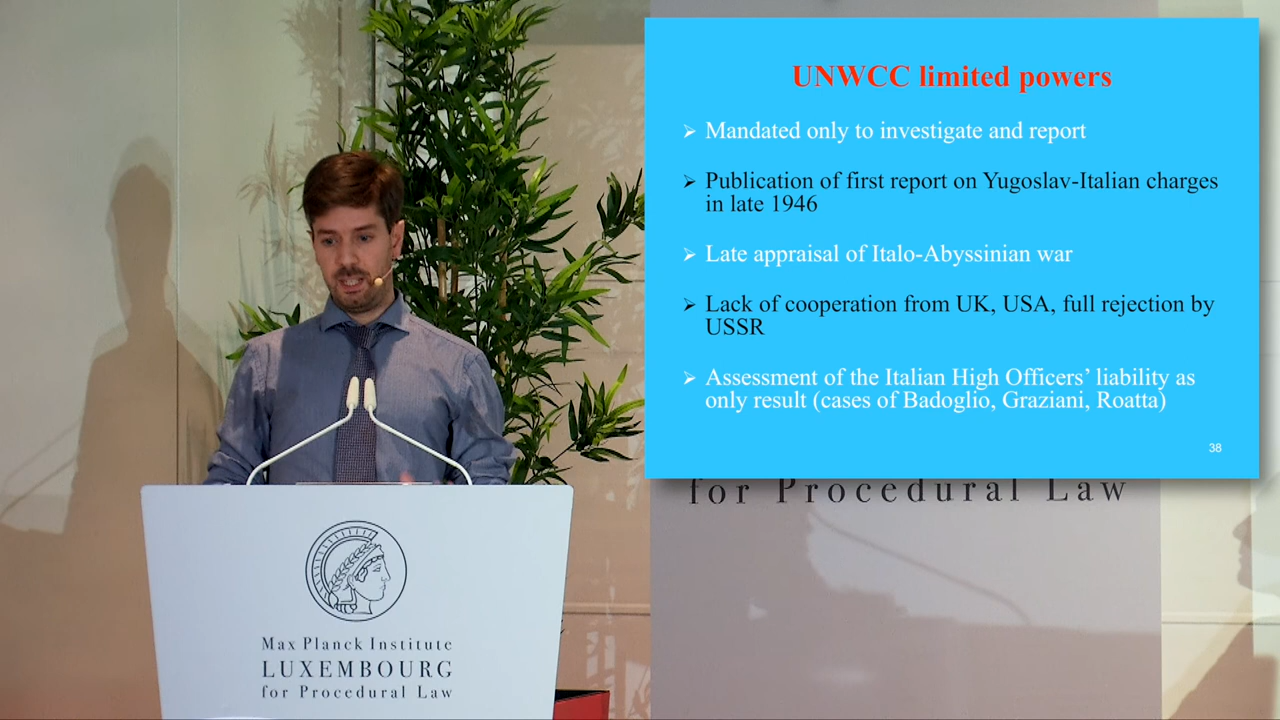 UNWCC limited powers
Mandated only to investigate and report
Publication of first report on Yugoslav-Italian charges
in late 1946
Late appraisal of Italo-Abyssinian war
Lack of cooperation from UK, USA, full rejection by
USSR
Assessment of the Italian High Officers' liability as
only result (cases of Badoglio, Graziani, Roatta)
38
for Procedural Law
Max Planck Institute
LUXEMBOURG
for Procedural Law